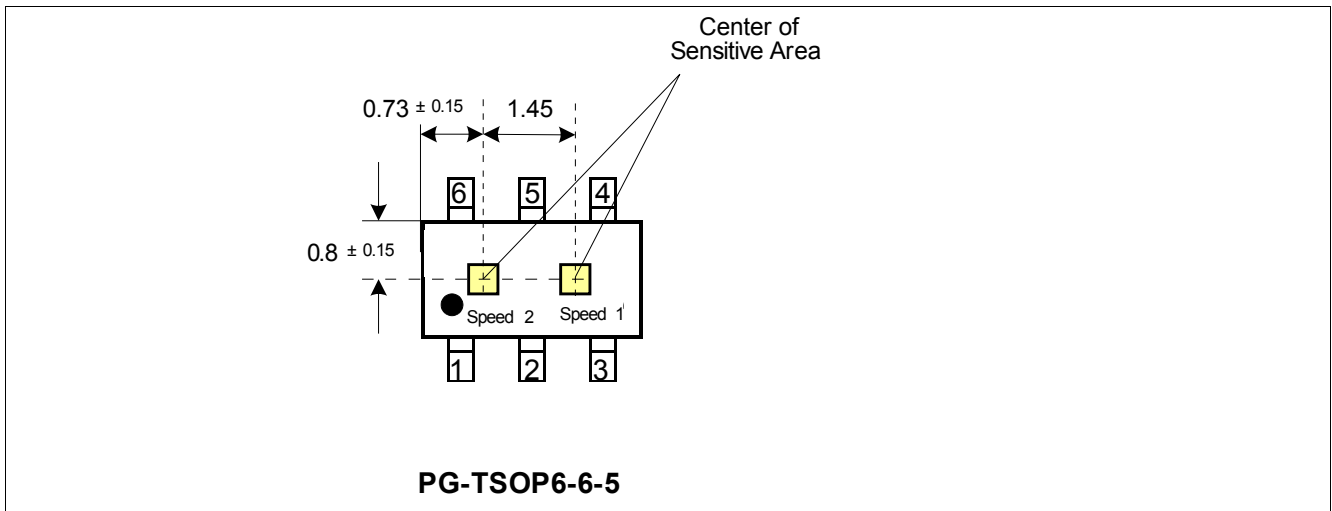 Center of
Sensitive Area
0.73 ± 0.15 1.45
6 5 4
0.8 ± 0.15
Speed 2 Speed 1
1 2 3
PG-TSOP6-6-5